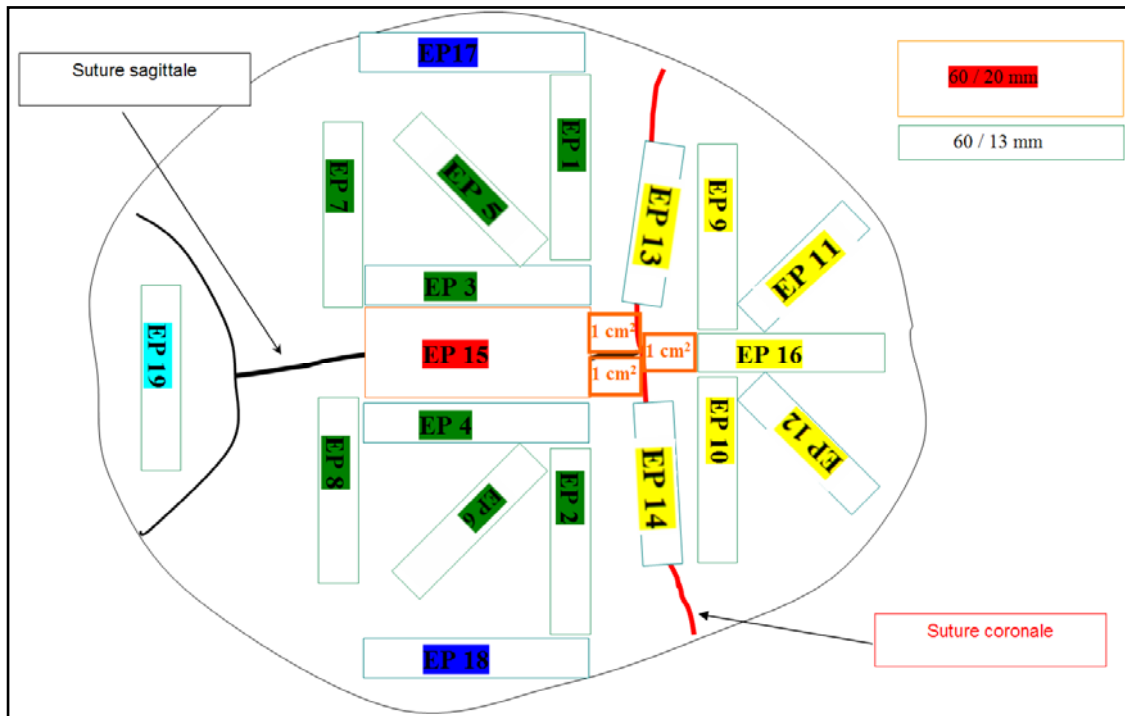 EP17
Suture sagittale
60 / 20 mm
60 / 13 mm
EP 1
EP 7
EP 5
EP 13
EP 9
EP 11
EP 3
1 cm²
EP 15
1 cm²
EP 16
1 cm²
EP 19
EP 4
EP 8
EP 6
EP 2
EP 14
EP 10
EP 12
Suture coronale
EP 18